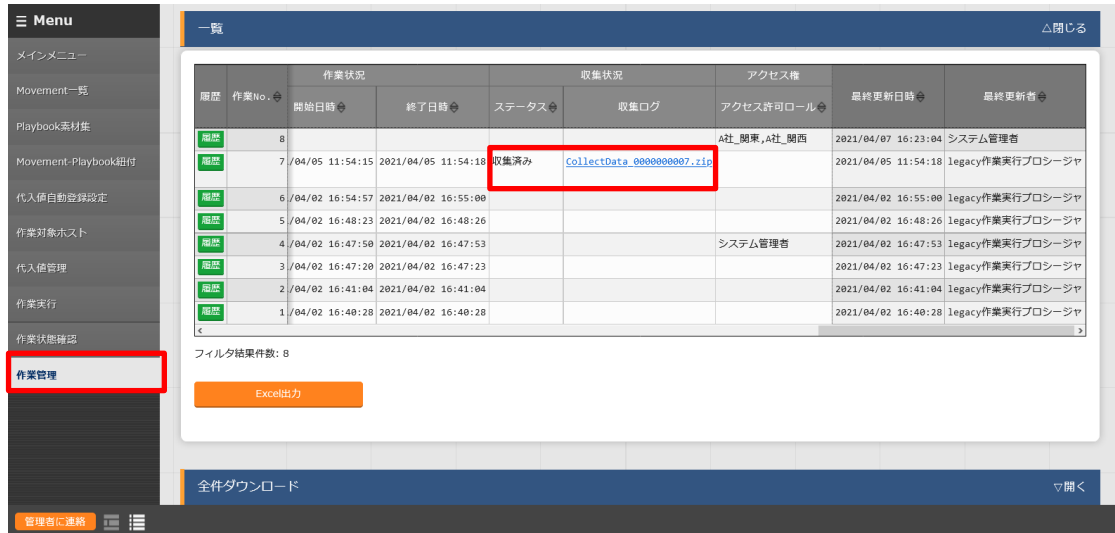 ☰ Menu
メインメニュー
Movement一覧
Playbook素材集
Movement-Playbook紐付
代入値自動登録設定
作業対象ホスト
代入値管理
作業実行
作業状態確認
作業管理
一覧 △閉じる
作業状況 収集状況 アクセス権
履歴 作業No. 開始日時 終了日時 ステータス 収集ログ アクセス許可ロール 最終更新日時 最終更新者
履歴 8 A社_関東,A社_関西 2021/04/07 16:23:04 システム管理者
履歴 7 /04/05 11:54:15 2021/04/05 11:54:18 収集済み CollectData_0000000007.zip 2021/04/05 11:54:18 legacy作業実行プロシージャ
履歴 6 /04/02 16:54:57 2021/04/02 16:55:00 2021/04/02 16:55:00 legacy作業実行プロシージャ
履歴 5 /04/02 16:48:23 2021/04/02 16:48:26 2021/04/02 16:48:26 legacy作業実行プロシージャ
履歴 4 /04/02 16:47:50 2021/04/02 16:47:53 システム管理者 2021/04/02 16:47:53 legacy作業実行プロシージャ
履歴 3 /04/02 16:47:20 2021/04/02 16:47:23 2021/04/02 16:47:23 legacy作業実行プロシージャ
履歴 2 /04/02 16:41:04 2021/04/02 16:41:04 2021/04/02 16:41:04 legacy作業実行プロシージャ
履歴 1 /04/02 16:40:28 2021/04/02 16:40:28 2021/04/02 16:40:28 legacy作業実行プロシージャ
フィルタ結果件数: 8
Excel出力
全件ダウンロード ▽開く
管理者に連絡